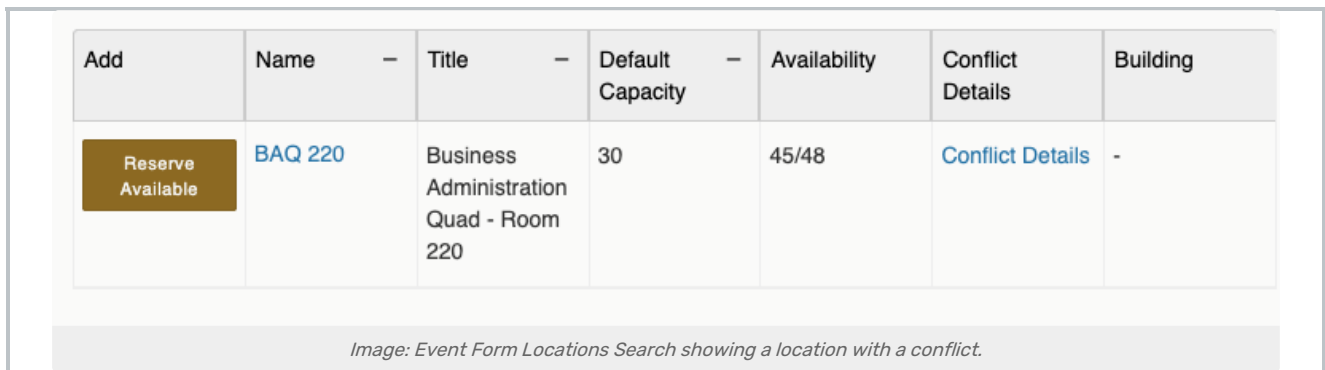 Add Name – Title – Default – Availability Conflict Building
Capacity Details
Reserve Available BAQ 220 Business 30 45/48 Conflict Details -
Administration
Quad - Room
220
Image: Event Form Locations Search showing a location with a conflict.